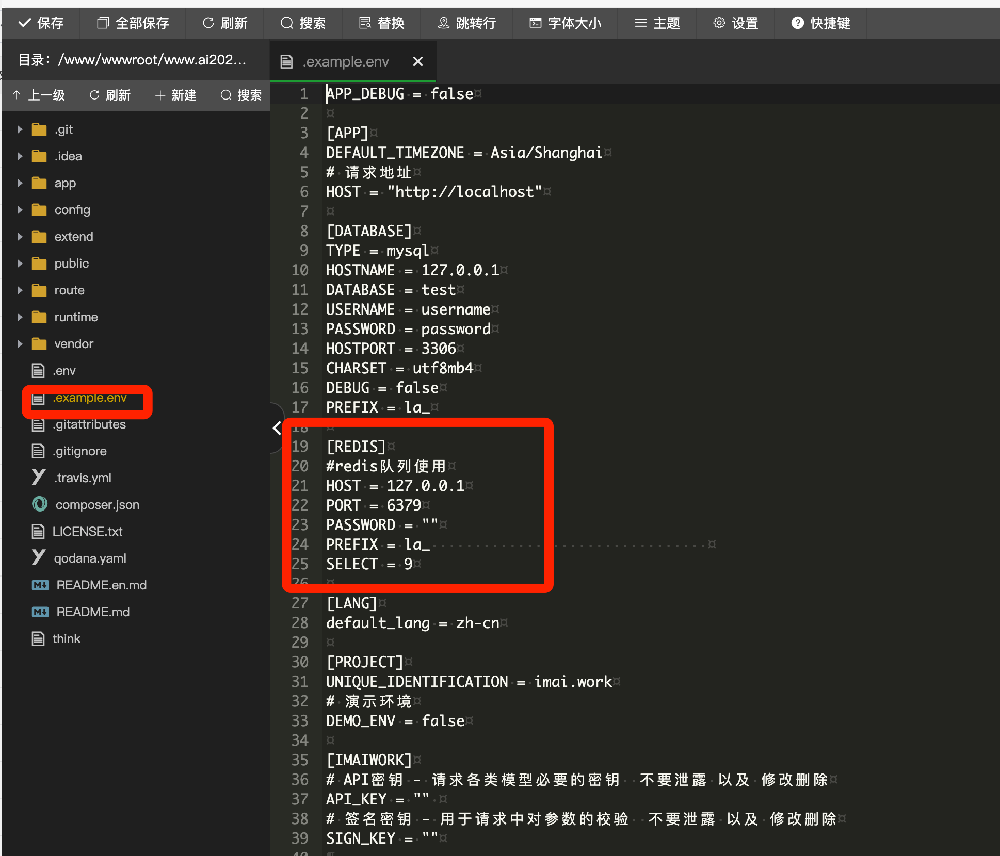 保存 全部保存 刷新 搜索 替换 跳转行 字体大小 主题 设置 快捷键
目录：/www/wwwroot/www.ai202...
上一级 刷新 新建 搜索
.git
.idea
app
config
extend
public
route
runtime
vendor
.env
.example.env
.gitattributes
.gitignore
.travis.yml
composer.json
LICENSE.txt
qodana.yaml
README.en.md
README.md
think
.example.env
1 APP_DEBUG = false
2
3 [APP]
4 DEFAULT_TIMEZONE = Asia/Shanghai
5 # 请求地址
6 HOST = "http://localhost"
7
8 [DATABASE]
9 TYPE = mysql
10 HOSTNAME = 127.0.0.1
11 DATABASE = test
12 USERNAME = username
13 PASSWORD = password
14 HOSTPORT = 3306
15 CHARSET = utf8mb4
16 DEBUG = false
17 PREFIX = la_
18
19 [REDIS]
20 #redis队列使用
21 HOST = 127.0.0.1
22 PORT = 6379
23 PASSWORD = ""
24 PREFIX = la_
25 SELECT = 9
26
27 [LANG]
28 default_lang = zh-cn
29
30 [PROJECT]
31 UNIQUE_IDENTIFICATION = imai.work
32 # 演示环境
33 DEMO_ENV = false
34
35 [IMAIWORK]
36 # API密钥 - 请求各类模型必要的密钥  不要泄露 以及 修改删除
37 API_KEY = ""
38 # 签名密钥 - 用于请求中对参数的校验  不要泄露 以及 修改删除
39 SIGN_KEY = ""
40